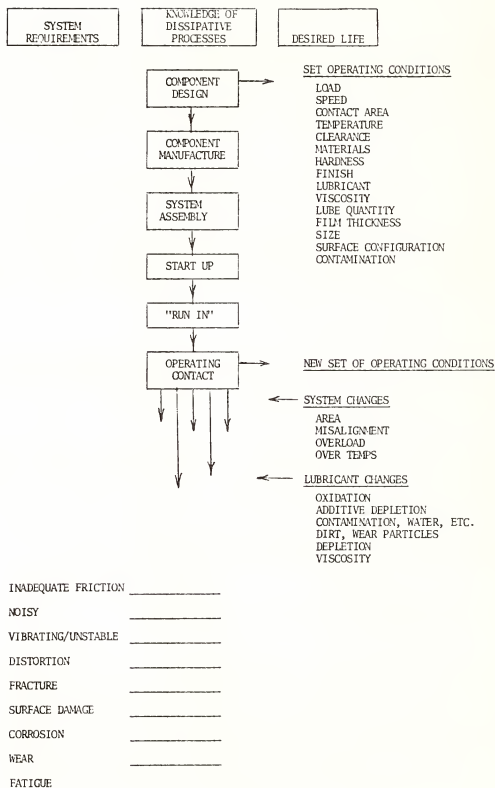 SYSTEM
REQUIREMENTS
KNOWLEDGE OF
DISSIPATIVE
PROCESSES
DESIRED LIFE
COMPONENT
DESIGN
SET OPERATING CONDITIONS
LOAD
SPEED
CONTACT AREA
TEMPERATURE
CLEARANCE
MATERIALS
HARDNESS
FINISH
LUBRICANT
VISCOSITY
LUBE QUANTITY
FILM THICKNESS
SIZE
SURFACE CONFIGURATION
CONTAMINATION
COMPONENT
MANUFACTURE
SYSTEM
ASSEMBLY
START UP
"RUN IN"
OPERATING
CONTACT
NEW SET OF OPERATING CONDITIONS
SYSTEM CHANGES
AREA
MISALIGNMENT
OVERLOAD
OVER TEMPS
LUBRICANT CHANGES
OXIDATION
ADDITIVE DEPLETION
CONTAMINATION, WATER, ETC.
DIRT, WEAR PARTICLES
DEPLETION
VISCOSITY
INADEQUATE FRICTION
NOISY
VIBRATING/UNSTABLE
DISTORTION
FRACTURE
SURFACE DAMAGE
CORROSION
WEAR
FATIGUE